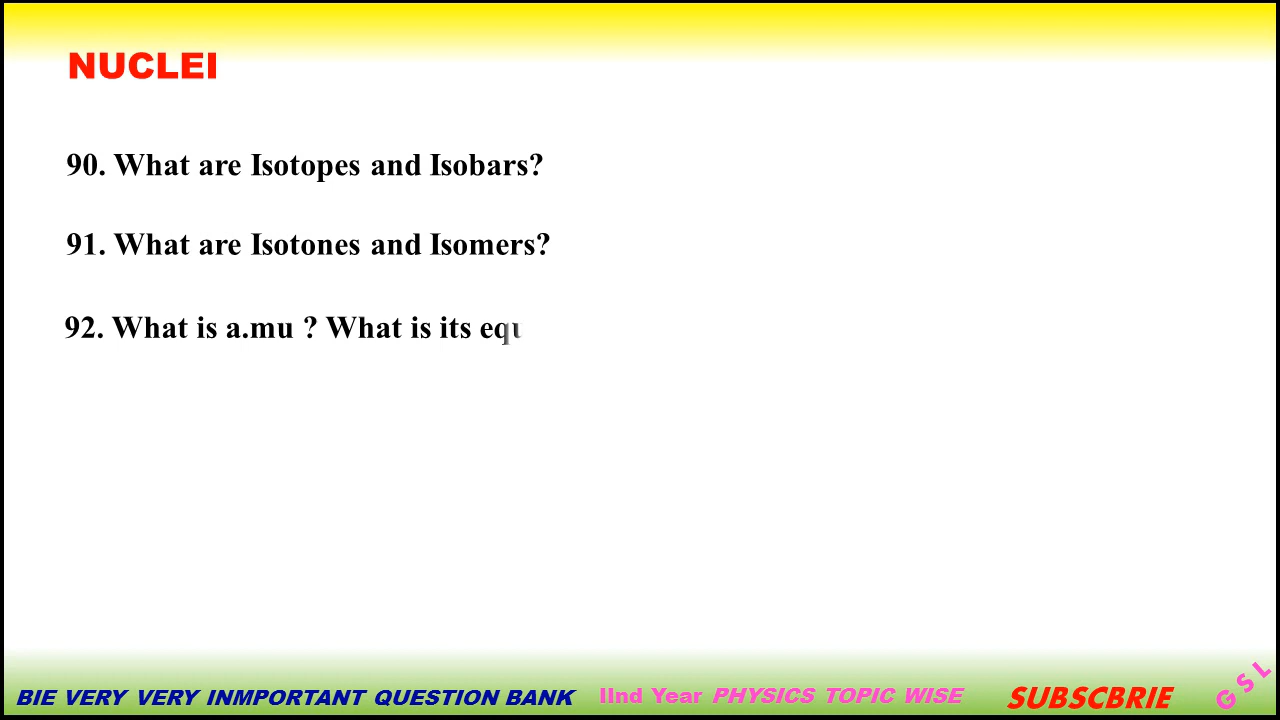 NUCLEI
90. What are Isotopes and Isobars?
91. What are Isotones and Isomers?
92. What is a.mu ? What is its equ
BIE VERY VERY INMPORTANT QUESTION BANK IInd Year PHYSICS TOPIC WISE SUBSCBRIE GSL